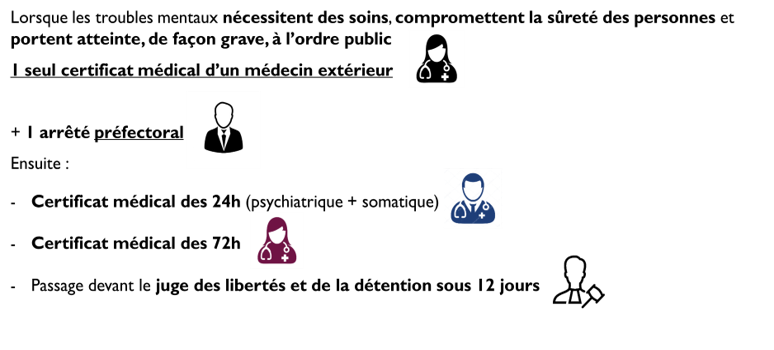 Lorsque les troubles mentaux nécessitent des soins, compromettent la sûreté des personnes et
portent atteinte, de façon grave, à l'ordre public
1 seul certificat médical d'un médecin extérieur
+ 1 arrêté préfectoral
Ensuite :
- Certificat médical des 24h (psychiatrique + somatique)
- Certificat médical des 72h
- Passage devant le juge des libertés et de la détention sous 12 jours